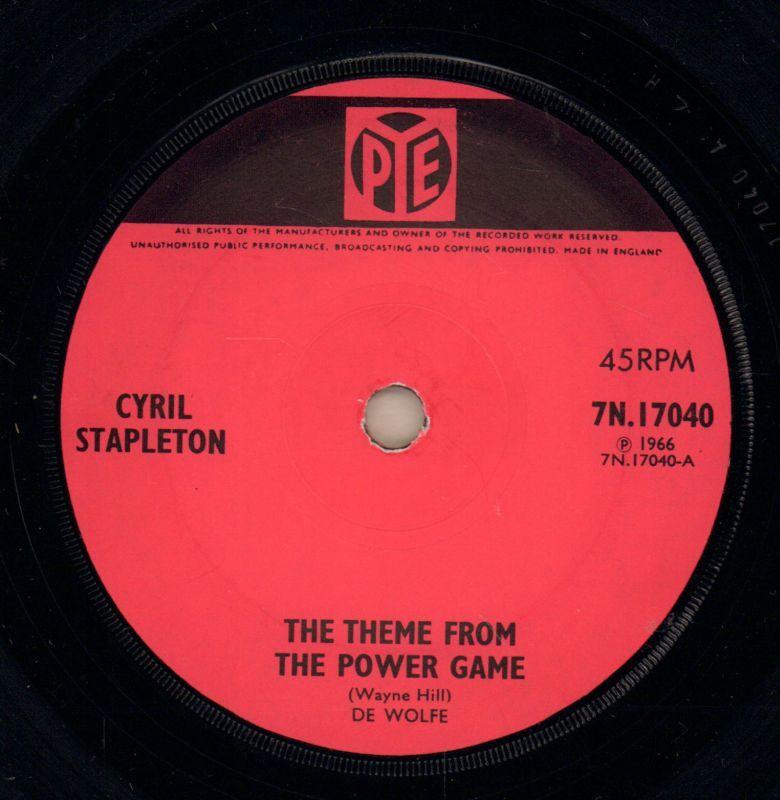 PYE
ALL RIGHTS OF THE MANUFACTURERS AND OWNER OF THE RECORDED WORK RESERVED.
UNAUTHORISED PUBLIC PERFORMANCE, BROADCASTING AND COPYING PROHIBITED. MADE IN ENGLAND
45RPM
CYRIL
STAPLETON
7N.17040
℗ 1966
7N.17040-A
THE THEME FROM
THE POWER GAME
(Wayne Hill)
DE WOLFE